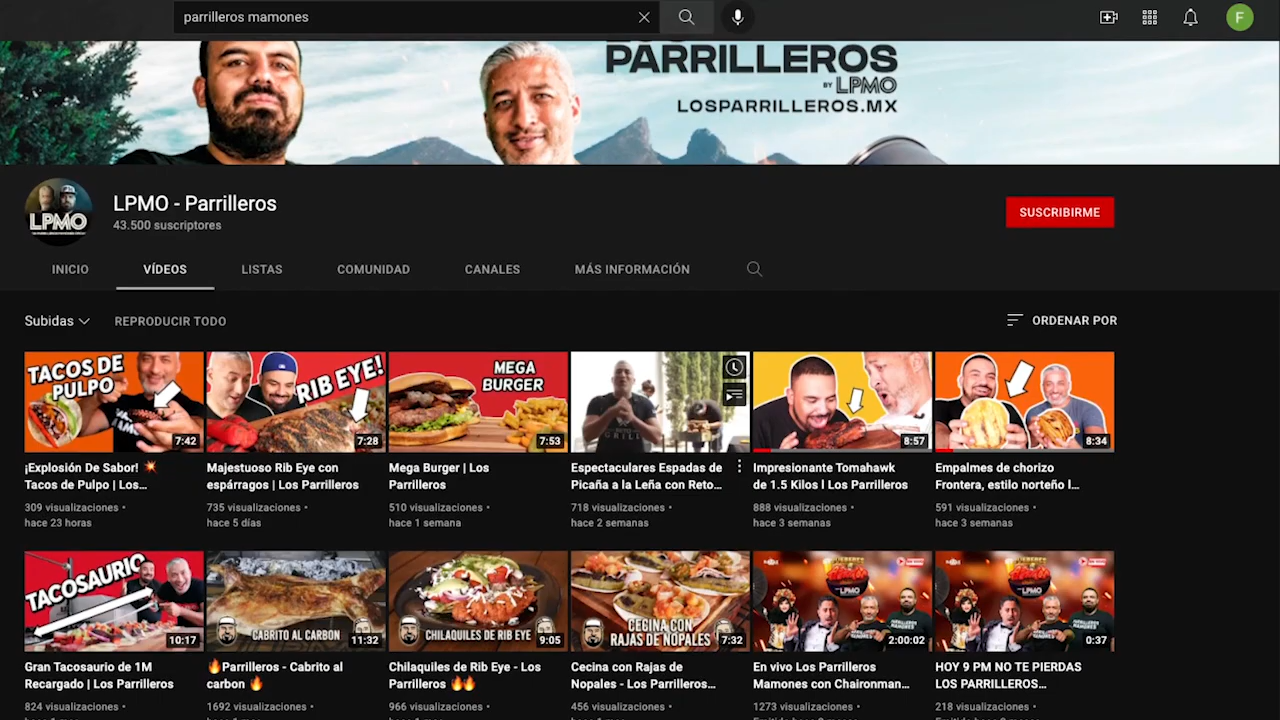 parrilleros mamones
F
PARRILLEROS
BY LPMO
LOSPARRILLEROS.MX
LPMO
LPMO - Parrilleros
43.500 suscriptores
SUSCRIBIRME
INICIO
VÍDEOS
LISTAS
COMUNIDAD
CANALES
MÁS INFORMACIÓN
Subidas
REPRODUCIR TODO
ORDENAR POR
TACOS DE
PULPO
7:42
RIB EYE!
7:28
MEGA
BURGER
7:53
GRILL
8:57
8:34
¡Explosión De Sabor! 💥
Tacos de Pulpo | Los...
309 visualizaciones •
hace 23 horas
Majestuoso Rib Eye con
espárragos | Los Parrilleros
735 visualizaciones •
hace 5 días
Mega Burger | Los
Parrilleros
510 visualizaciones •
hace 1 semana
Espectaculares Espadas de
Picaña a la Leña con Reto...
718 visualizaciones •
hace 2 semanas
Impresionante Tomahawk
de 1.5 Kilos l Los Parrilleros
888 visualizaciones •
hace 3 semanas
Empalmes de chorizo
Frontera, estilo norteño l...
591 visualizaciones •
hace 3 semanas
TACOSAURIO
10:17
CABRITO AL CARBON
11:32
CHILAQUILES DE RIB EYE
9:05
CECINA CON
RAJAS DE NOPALES
7:32
LPMO
2:00:02
LPMO
0:37
Gran Tacosaurio de 1M
Recargado | Los Parrilleros
824 visualizaciones •
🔥Parrilleros - Cabrito al
carbon 🔥
1692 visualizaciones •
Chilaquiles de Rib Eye - Los
Parrilleros 🔥🔥
966 visualizaciones •
Cecina con Rajas de
Nopales - Los Parrilleros...
456 visualizaciones •
En vivo Los Parrilleros
Mamones con Chaironman...
1273 visualizaciones •
HOY 9 PM NO TE PIERDAS
LOS PARRILLEROS...
218 visualizaciones •